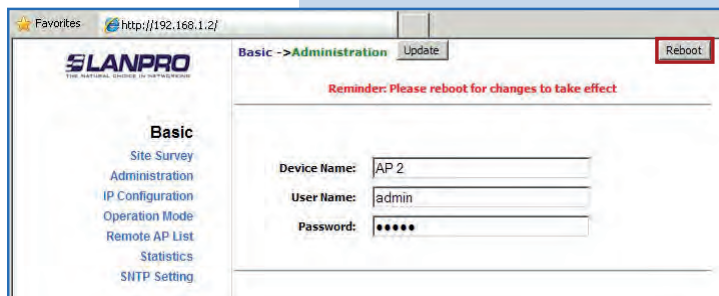 Favorites http://192.168.1.2/
LANPRO
THE NATURAL CHOICE IN NETWORKING
Basic ->Administration Update Reboot
Reminder: Please reboot for changes to take effect
Basic
Site Survey
Administration
IP Configuration
Operation Mode
Remote AP List
Statistics
SNTP Setting
Device Name: AP 2
User Name: admin
Password: •••••